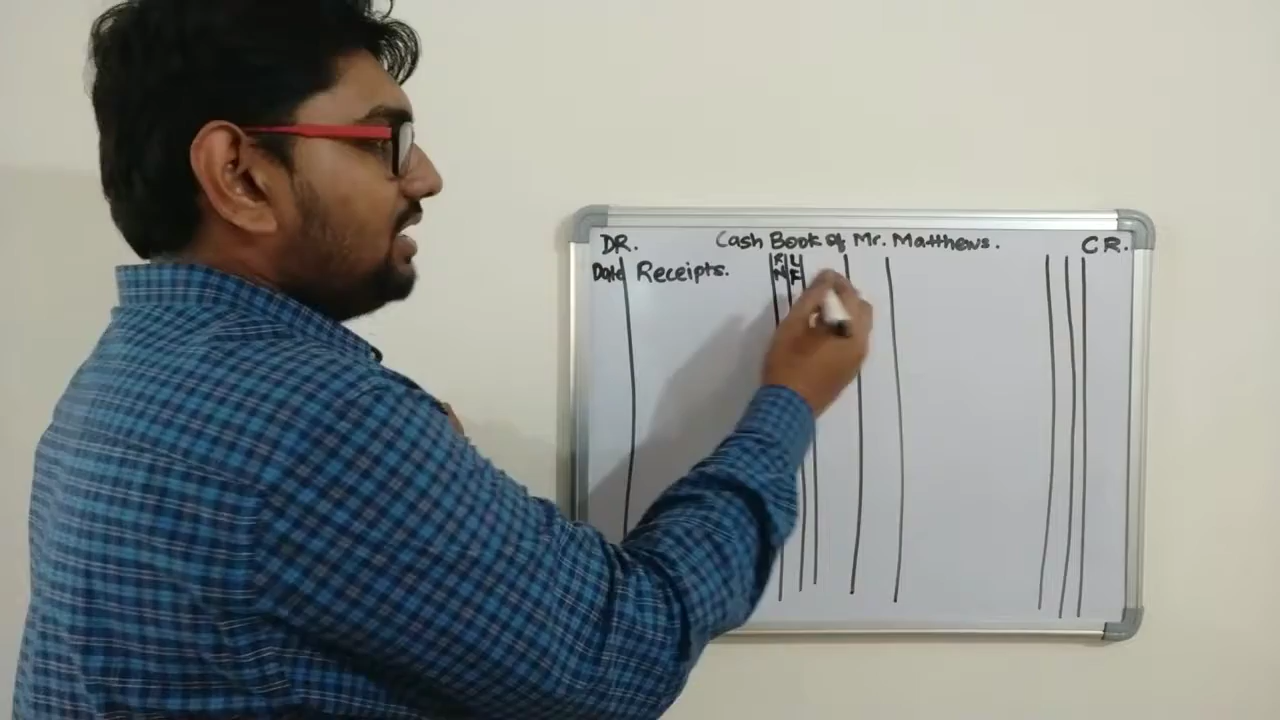 DR. Cash Book of Mr. Matthews. CR.
Date Receipts. R L
N F